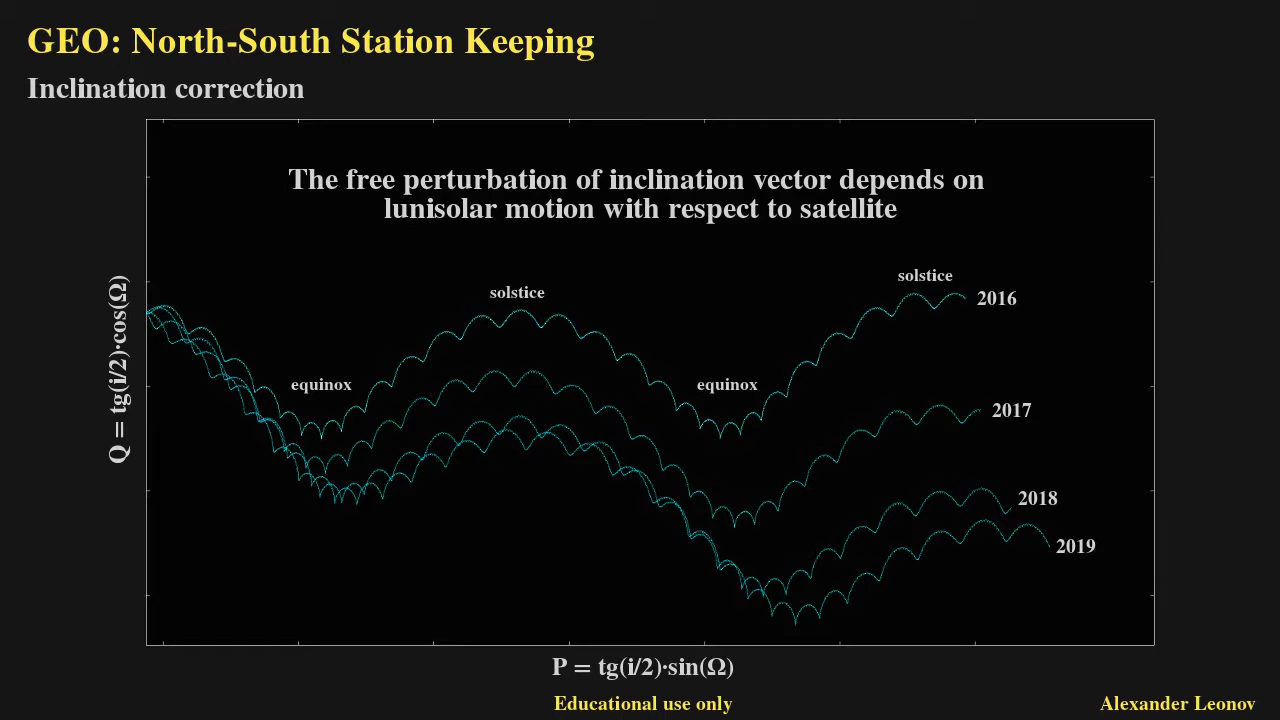 GEO: North-South Station Keeping
Inclination correction
The free perturbation of inclination vector depends on
lunisolar motion with respect to satellite
solstice
solstice
2016
equinox
equinox
2017
2018
2019
Q = tg(i/2)·cos(Ω)
P = tg(i/2)·sin(Ω)
Educational use only
Alexander Leonov